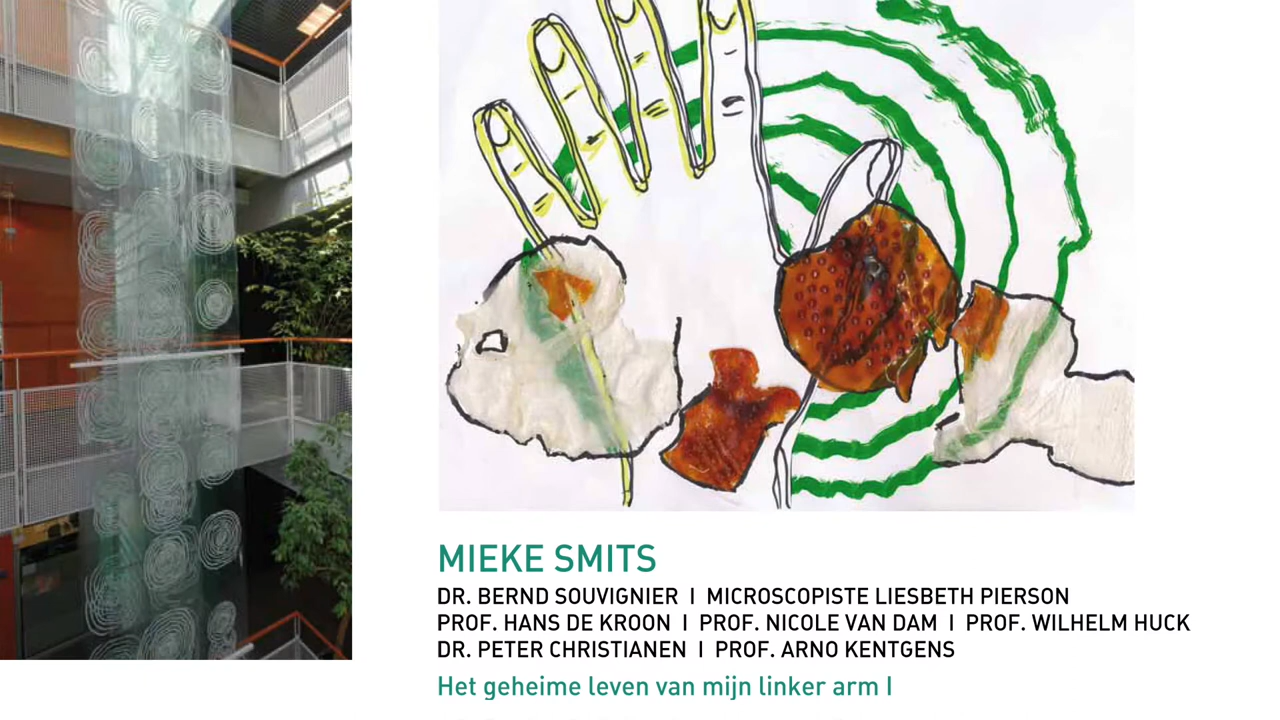 MIEKE SMITS
DR. BERND SOUVIGNIER I MICROSCOPISTE LIESBETH PIERSON
PROF. HANS DE KROON I PROF. NICOLE VAN DAM I PROF. WILHELM HUCK
DR. PETER CHRISTIANEN I PROF. ARNO KENTGENS
Het geheime leven van mijn linker arm I